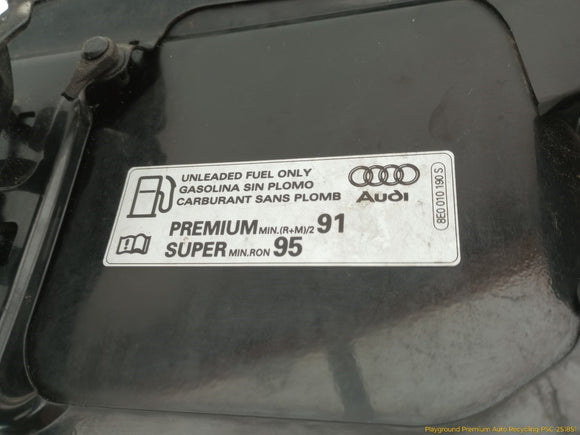 UNLEADED FUEL ONLY
GASOLINA SIN PLOMO
CARBURANT SANS PLOMB
PREMIUM MIN.(R+M)/2 91
SUPER MIN.RON 95
Audi
8E0 010 190 S
Playground Premium Auto Recycling-PSC-25185